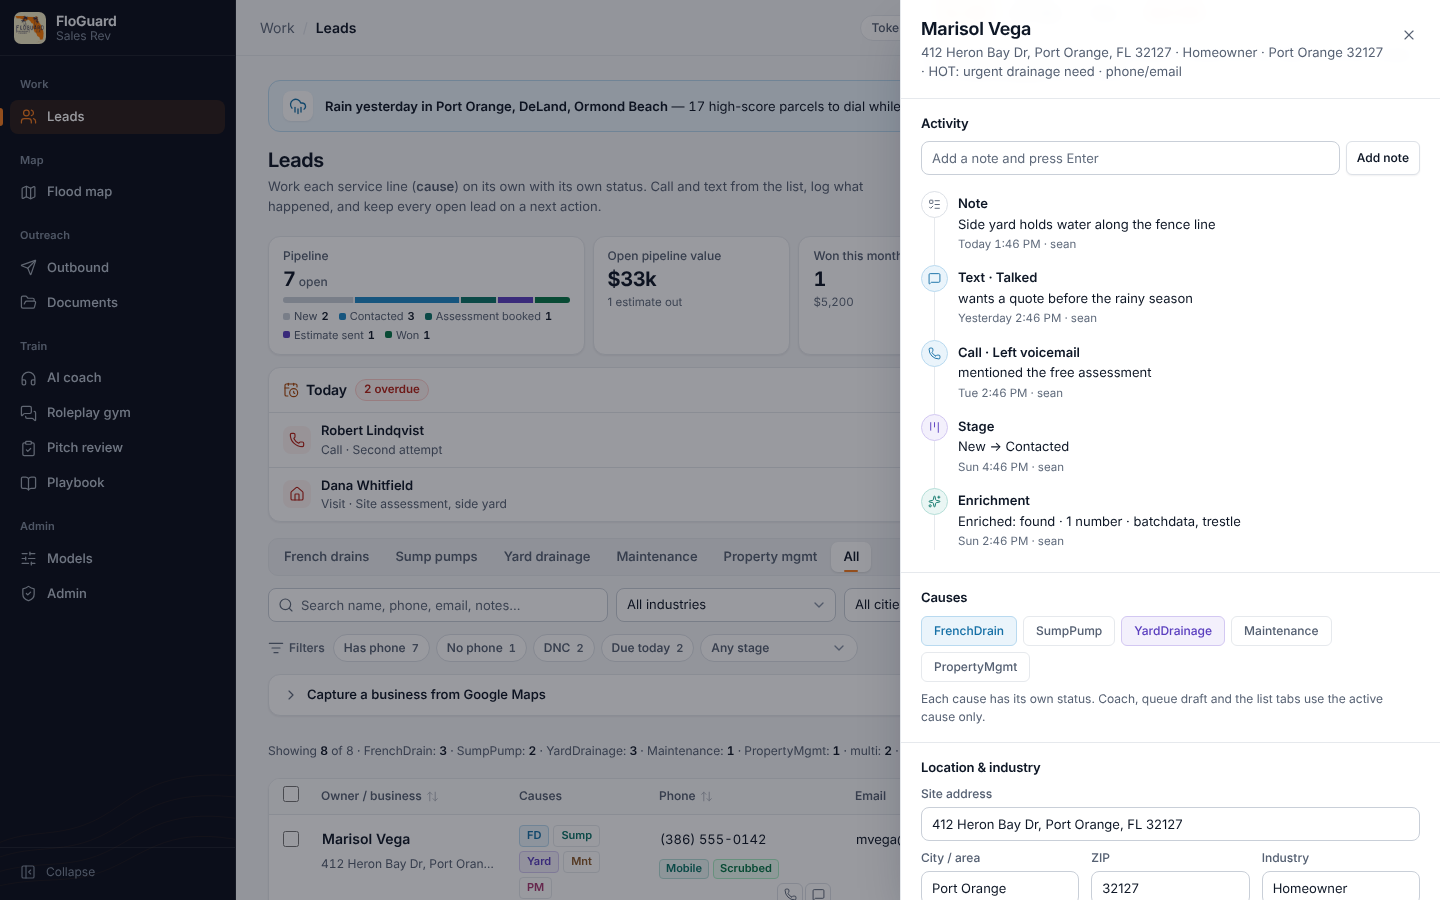 FloGuard
Sales Rev
Work
Leads
Map
Flood map
Outreach
Outbound
Documents
Train
AI coach
Roleplay gym
Pitch review
Playbook
Admin
Models
Admin
Collapse
Work / Leads
Toke
Rain yesterday in Port Orange, DeLand, Ormond Beach — 17 high-score parcels to dial while
Leads
Work each service line (cause) on its own with its own status. Call and text from the list, log what
happened, and keep every open lead on a next action.
Pipeline
7 open
New 2 Contacted 3 Assessment booked 1
Estimate sent 1 Won 1
Open pipeline value
$33k
1 estimate out
Won this month
1
$5,200
Today 2 overdue
Robert Lindqvist
Call · Second attempt
Dana Whitfield
Visit · Site assessment, side yard
French drains Sump pumps Yard drainage Maintenance Property mgmt All
Search name, phone, email, notes... All industries All citie
Filters Has phone 7 No phone 1 DNC 2 Due today 2 Any stage
Capture a business from Google Maps
Showing 8 of 8 · FrenchDrain: 3 · SumpPump: 2 · YardDrainage: 3 · Maintenance: 1 · PropertyMgmt: 1 · multi: 2 ·
Owner / business Causes Phone Email
Marisol Vega
412 Heron Bay Dr, Port Oran...
FD Sump
Yard Mnt
PM
(386) 555-0142
Mobile Scrubbed
mvega(
Marisol Vega
412 Heron Bay Dr, Port Orange, FL 32127 · Homeowner · Port Orange 32127
· HOT: urgent drainage need · phone/email
Activity
Add a note and press Enter Add note
Note
Side yard holds water along the fence line
Today 1:46 PM · sean
Text · Talked
wants a quote before the rainy season
Yesterday 2:46 PM · sean
Call · Left voicemail
mentioned the free assessment
Tue 2:46 PM · sean
Stage
New → Contacted
Sun 4:46 PM · sean
Enrichment
Enriched: found · 1 number · batchdata, trestle
Sun 2:46 PM · sean
Causes
FrenchDrain SumpPump YardDrainage Maintenance
PropertyMgmt
Each cause has its own status. Coach, queue draft and the list tabs use the active
cause only.
Location & industry
Site address
412 Heron Bay Dr, Port Orange, FL 32127
City / area ZIP Industry
Port Orange 32127 Homeowner